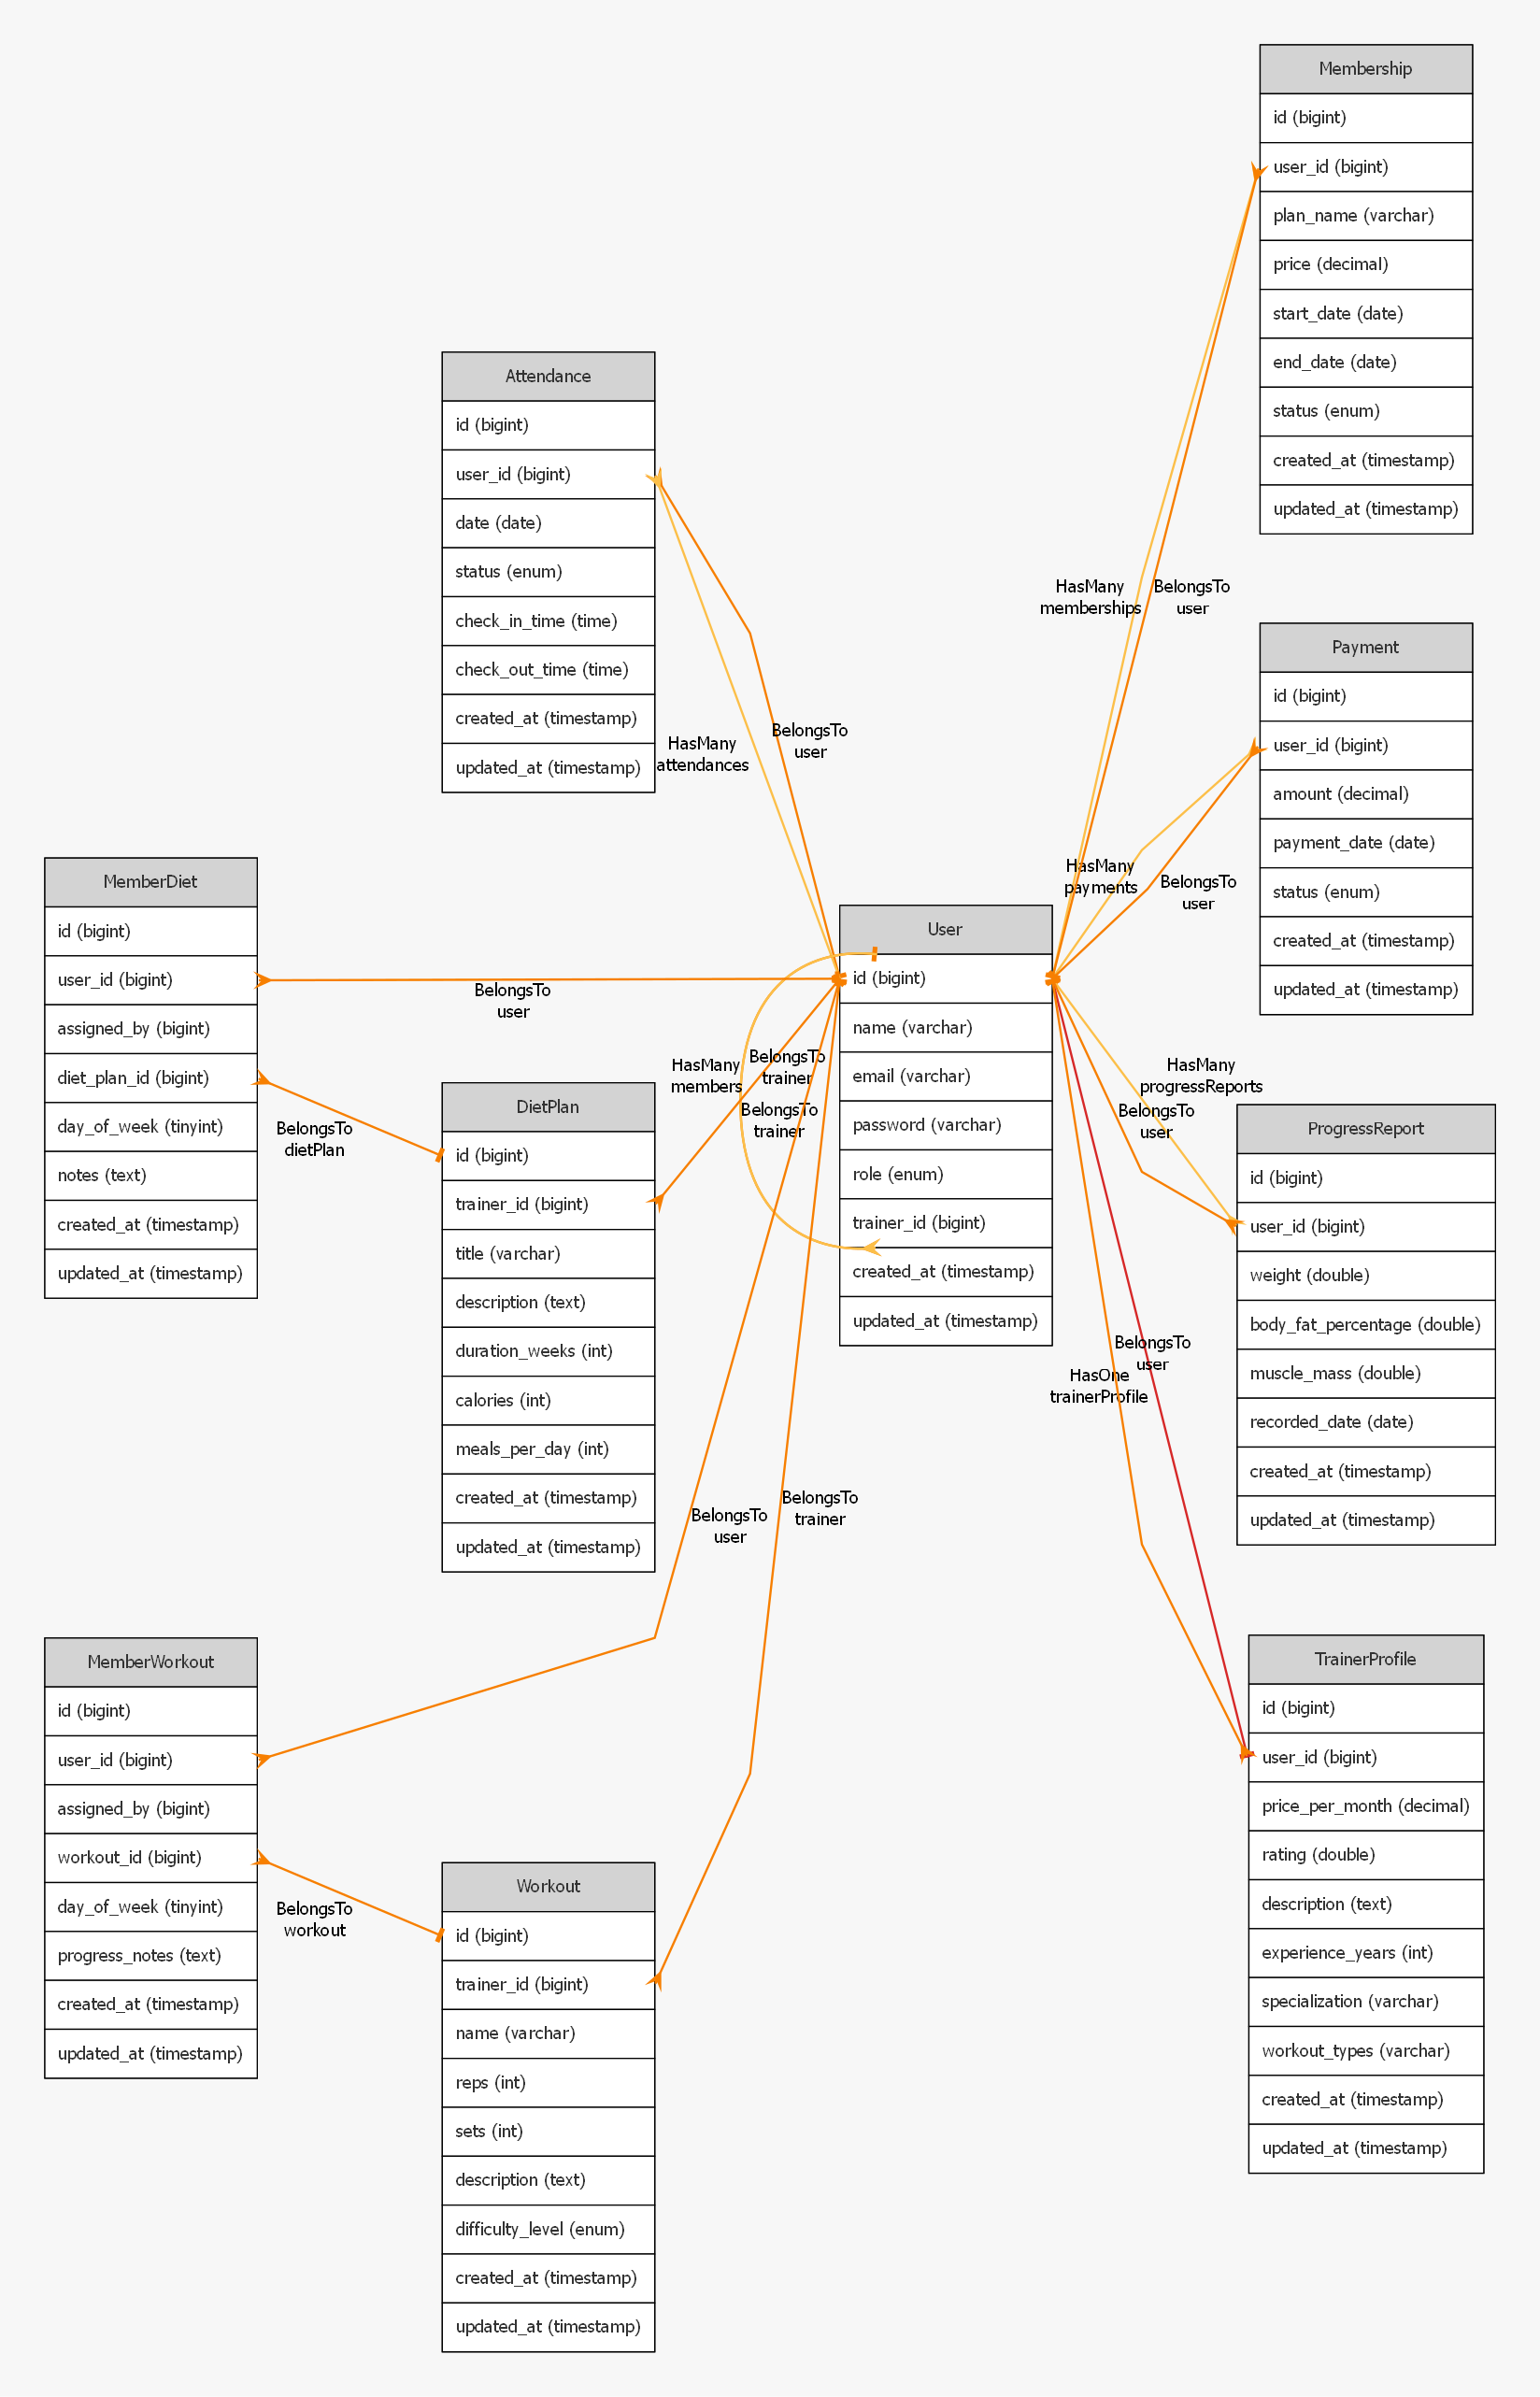 Membership
id (bigint)
user_id (bigint)
plan_name (varchar)
price (decimal)
start_date (date)
end_date (date)
status (enum)
created_at (timestamp)
updated_at (timestamp)
Attendance
id (bigint)
user_id (bigint)
date (date)
status (enum)
check_in_time (time)
check_out_time (time)
created_at (timestamp)
updated_at (timestamp)
HasMany
memberships
BelongsTo
user
Payment
id (bigint)
user_id (bigint)
amount (decimal)
payment_date (date)
status (enum)
created_at (timestamp)
updated_at (timestamp)
HasMany
attendances
BelongsTo
user
HasMany
payments
BelongsTo
user
MemberDiet
id (bigint)
user_id (bigint)
assigned_by (bigint)
diet_plan_id (bigint)
day_of_week (tinyint)
notes (text)
created_at (timestamp)
updated_at (timestamp)
BelongsTo
user
BelongsTo
dietPlan
User
id (bigint)
name (varchar)
email (varchar)
password (varchar)
role (enum)
trainer_id (bigint)
created_at (timestamp)
updated_at (timestamp)
HasMany
members
BelongsTo
trainer
BelongsTo
trainer
DietPlan
id (bigint)
trainer_id (bigint)
title (varchar)
description (text)
duration_weeks (int)
calories (int)
meals_per_day (int)
created_at (timestamp)
updated_at (timestamp)
HasMany
progressReports
BelongsTo
user
ProgressReport
id (bigint)
user_id (bigint)
weight (double)
body_fat_percentage (double)
muscle_mass (double)
recorded_date (date)
created_at (timestamp)
updated_at (timestamp)
BelongsTo
user
HasOne
trainerProfile
BelongsTo
user
BelongsTo
trainer
MemberWorkout
id (bigint)
user_id (bigint)
assigned_by (bigint)
workout_id (bigint)
day_of_week (tinyint)
progress_notes (text)
created_at (timestamp)
updated_at (timestamp)
BelongsTo
workout
Workout
id (bigint)
trainer_id (bigint)
name (varchar)
reps (int)
sets (int)
description (text)
difficulty_level (enum)
created_at (timestamp)
updated_at (timestamp)
TrainerProfile
id (bigint)
user_id (bigint)
price_per_month (decimal)
rating (double)
description (text)
experience_years (int)
specialization (varchar)
workout_types (varchar)
created_at (timestamp)
updated_at (timestamp)